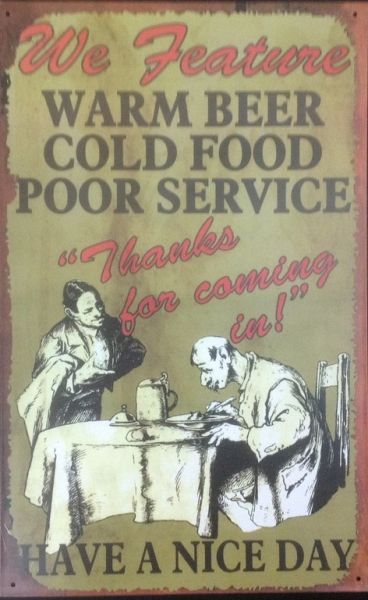 We Feature
WARM BEER
COLD FOOD
POOR SERVICE
"Thanks
for coming
in!"
HAVE A NICE DAY